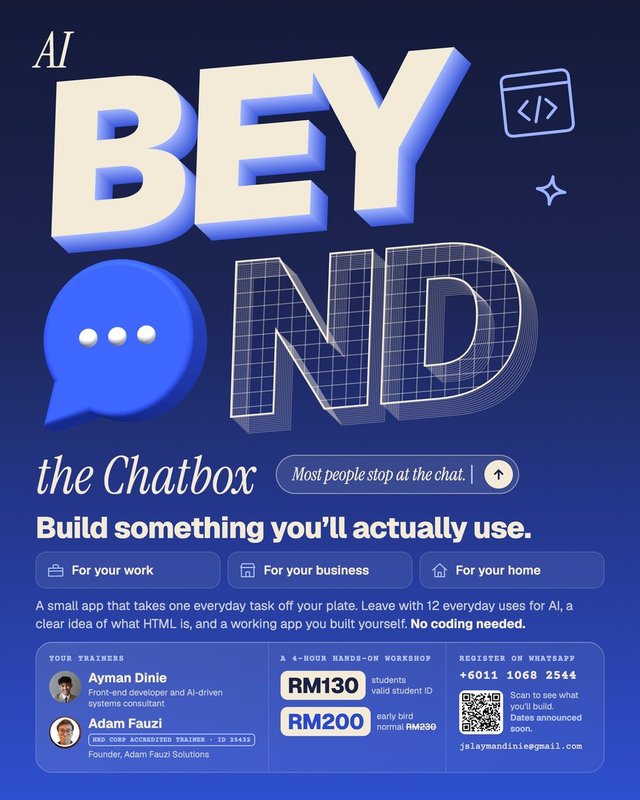 AI
BEY
ND
the Chatbox
Most people stop at the chat.
Build something you’ll actually use.
For your work
For your business
For your home
A small app that takes one everyday task off your plate. Leave with 12 everyday uses for AI, a
clear idea of what HTML is, and a working app you built yourself. No coding needed.
YOUR TRAINERS
Ayman Dinie
Front-end developer and AI-driven
systems consultant
Adam Fauzi
HRD CORP ACCREDITED TRAINER · ID 25432
Founder, Adam Fauzi Solutions
A 4-HOUR HANDS-ON WORKSHOP
RM130
students
valid student ID
RM200
early bird
normal RM230
REGISTER ON WHATSAPP
+6011 1068 2544
Scan to see what
you’ll build.
Dates announced
soon.
jslaymandinie@gmail.com